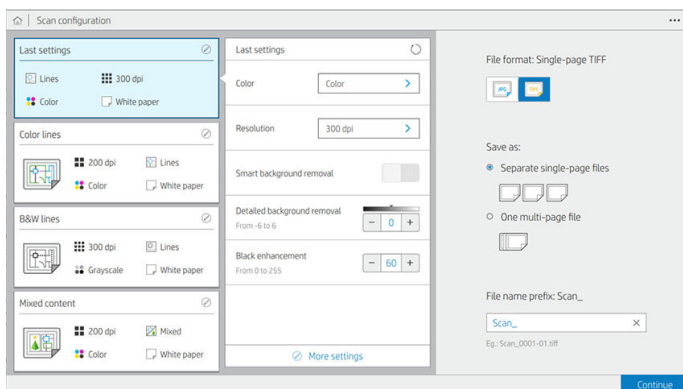 Scan configuration
Last settings
Lines
300 dpi
Color
White paper
Color lines
200 dpi
Lines
Color
White paper
B&W lines
300 dpi
Lines
Grayscale
White paper
Mixed content
200 dpi
Mixed
Color
White paper
Last settings
Color
Color
Resolution
300 dpi
Smart background removal
Detailed background removal
From -6 to 6
− 0 +
Black enhancement
From 0 to 255
− 60 +
More settings
File format: Single-page TIFF
JPG
TIFF
Save as:
Separate single-page files
One multi-page file
File name prefix: Scan_
Scan_
Eg.: Scan_0001-01.tiff
Continue